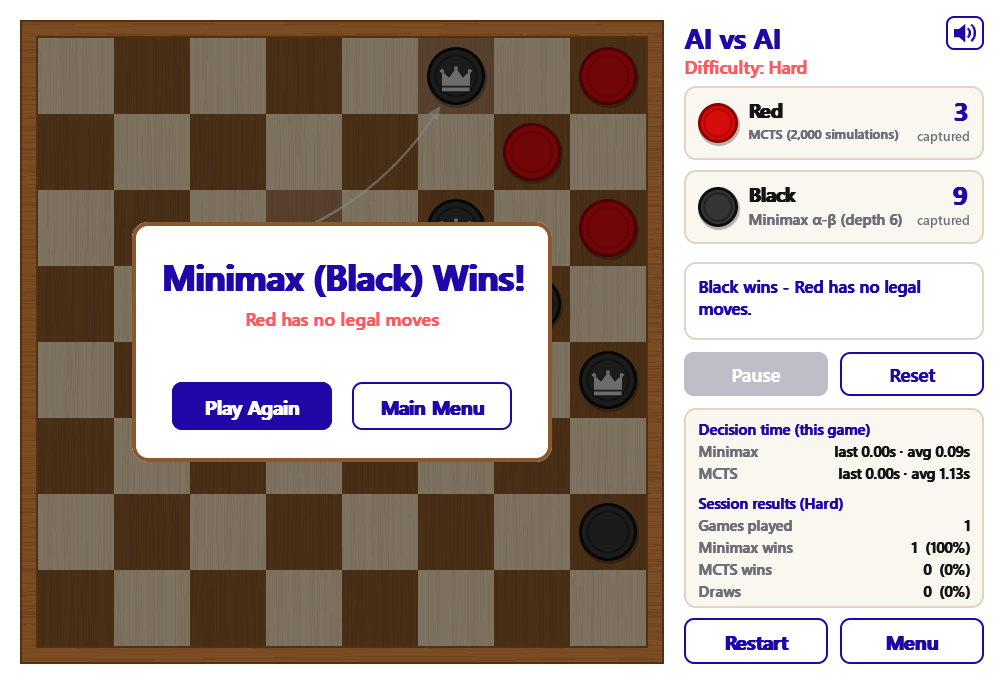 AI vs AI
Difficulty: Hard
Red
3
MCTS (2,000 simulations)
captured
Black
9
Minimax α-β (depth 6)
captured
Minimax (Black) Wins!
Red has no legal moves
Play Again
Main Menu
Black wins - Red has no legal
moves.
Pause
Reset
Decision time (this game)
Minimax
last 0.00s · avg 0.09s
MCTS
last 0.00s · avg 1.13s
Session results (Hard)
Games played
1
Minimax wins
1 (100%)
MCTS wins
0 (0%)
Draws
0 (0%)
Restart
Menu